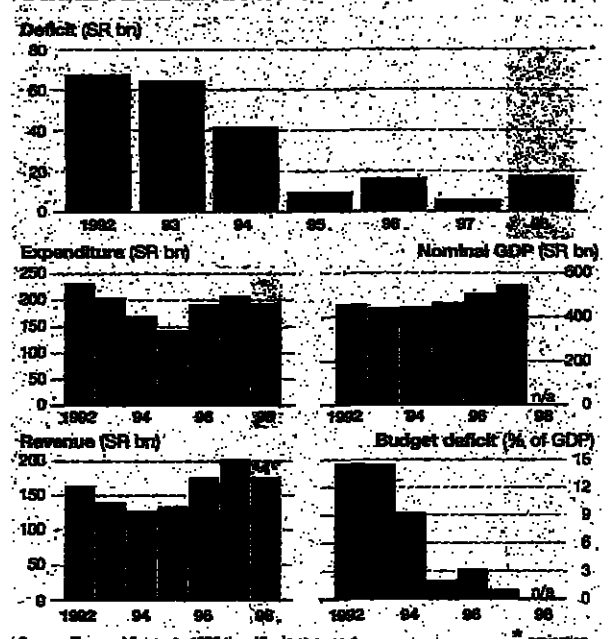 Deficit (SR bn)
80
60
40
20
0
1992 93 94 95 96 97 98
Expenditure (SR bn)
250
200
150
100
50
0
1992 94 96 98
Nominal GDP (SR bn)
600
400
200
0
n/a
1992 94 96 98
Revenue (SR bn)
200
150
100
50
0
1992 94 96 98
Budget deficit (% of GDP)
15
12
9
6
3
0
n/a
1992 94 96 98